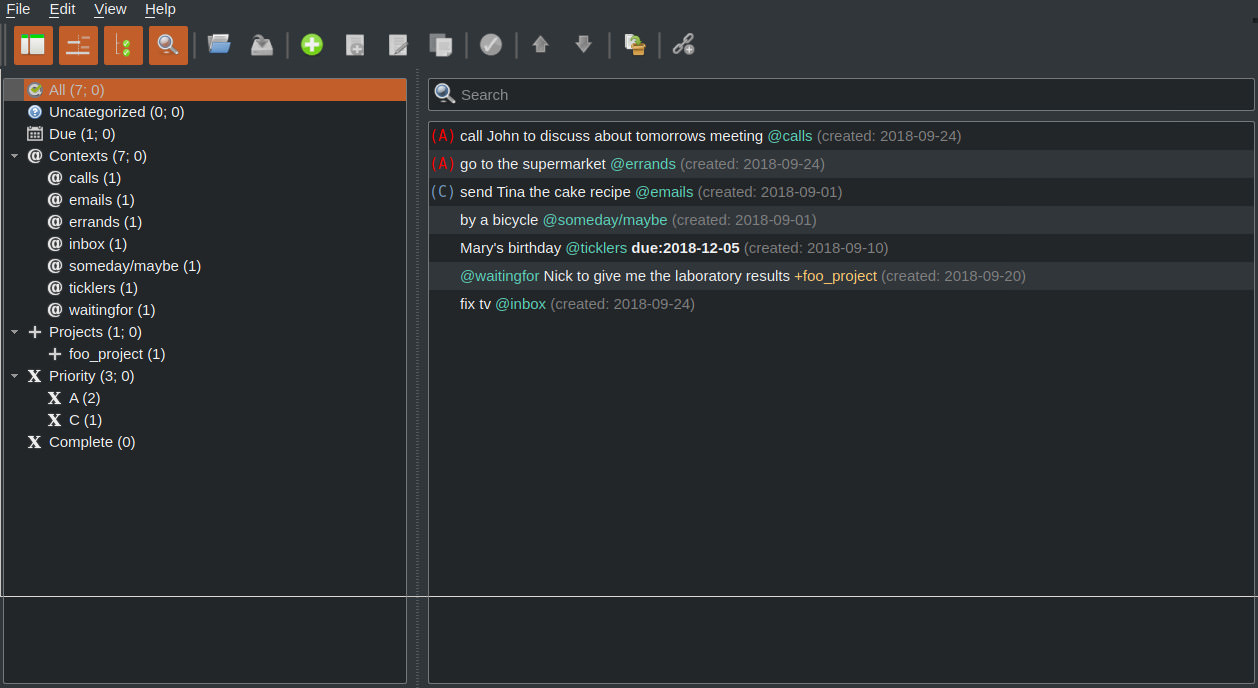 File Edit View Help
All (7; 0)
Uncategorized (0; 0)
Due (1; 0)
@ Contexts (7; 0)
@ calls (1)
@ emails (1)
@ errands (1)
@ inbox (1)
@ someday/maybe (1)
@ ticklers (1)
@ waitingfor (1)
+ Projects (1; 0)
+ foo_project (1)
X Priority (3; 0)
X A (2)
X C (1)
X Complete (0)
Search
(A) call John to discuss about tomorrows meeting @calls (created: 2018-09-24)
(A) go to the supermarket @errands (created: 2018-09-24)
(C) send Tina the cake recipe @emails (created: 2018-09-01)
by a bicycle @someday/maybe (created: 2018-09-01)
Mary's birthday @ticklers due:2018-12-05 (created: 2018-09-10)
@waitingfor Nick to give me the laboratory results +foo_project (created: 2018-09-20)
fix tv @inbox (created: 2018-09-24)